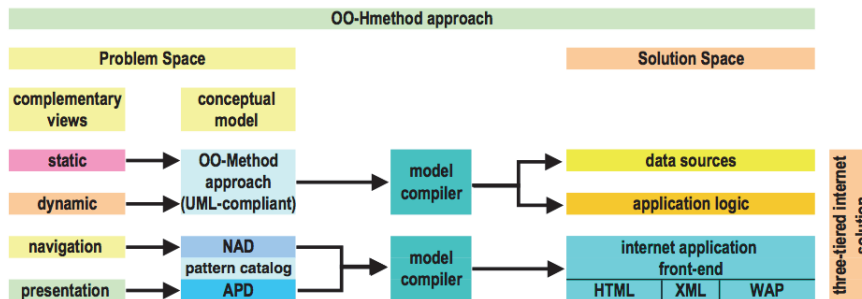 OO-Hmethod approach
Problem Space
Solution Space
complementary
views
conceptual
model
static
OO-Method
approach
(UML-compliant)
dynamic
model
compiler
data sources
application logic
navigation
NAD
pattern catalog
presentation
APD
model
compiler
internet application
front-end
HTML
XML
WAP
three-tiered internet
solution